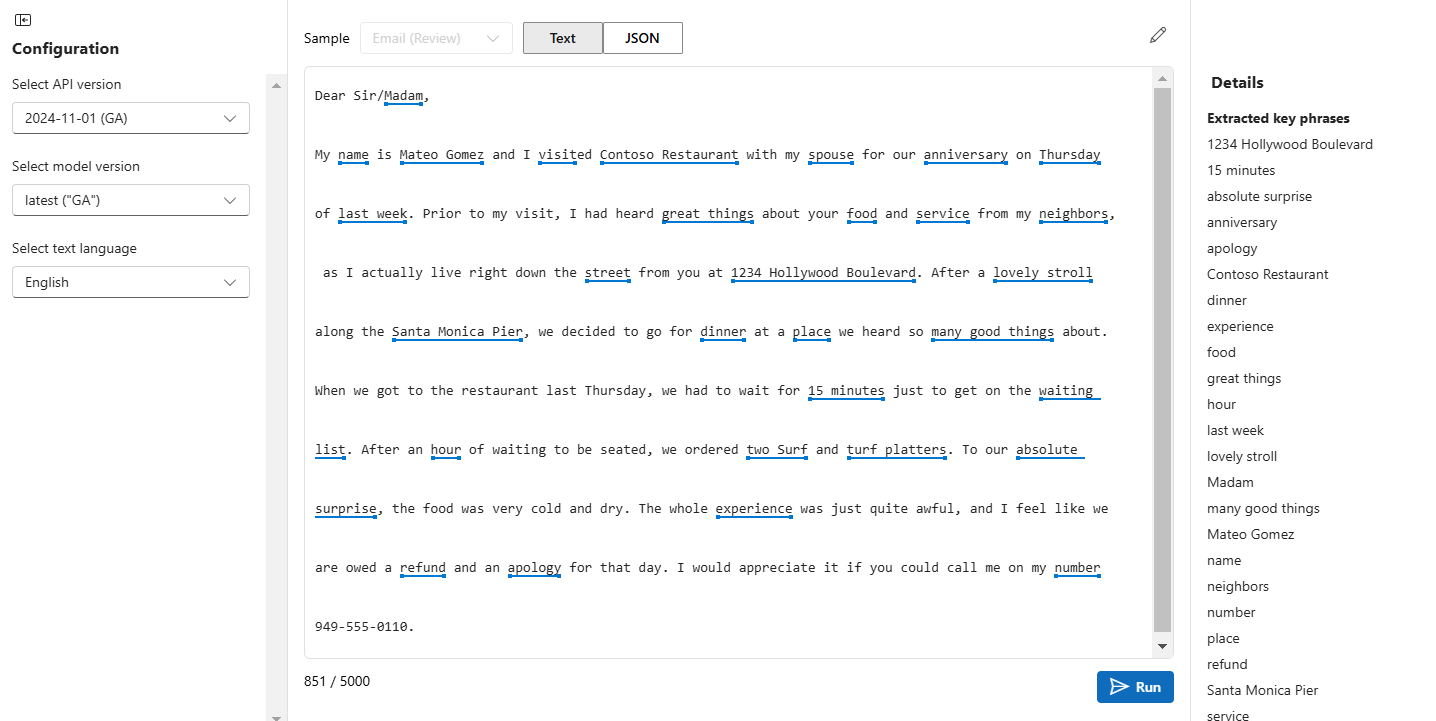 Configuration
Select API version
2024-11-01 (GA)
Select model version
latest ("GA")
Select text language
English
Sample
Email (Review)
Text
JSON
Dear Sir/Madam,
My name is Mateo Gomez and I visited Contoso Restaurant with my spouse for our anniversary on Thursday
of last week. Prior to my visit, I had heard great things about your food and service from my neighbors,
as I actually live right down the street from you at 1234 Hollywood Boulevard. After a lovely stroll
along the Santa Monica Pier, we decided to go for dinner at a place we heard so many good things about.
When we got to the restaurant last Thursday, we had to wait for 15 minutes just to get on the waiting
list. After an hour of waiting to be seated, we ordered two Surf and turf platters. To our absolute
surprise, the food was very cold and dry. The whole experience was just quite awful, and I feel like we
are owed a refund and an apology for that day. I would appreciate it if you could call me on my number
949-555-0110.
851 / 5000
Run
Details
Extracted key phrases
1234 Hollywood Boulevard
15 minutes
absolute surprise
anniversary
apology
Contoso Restaurant
dinner
experience
food
great things
hour
last week
lovely stroll
Madam
many good things
Mateo Gomez
name
neighbors
number
place
refund
Santa Monica Pier
service